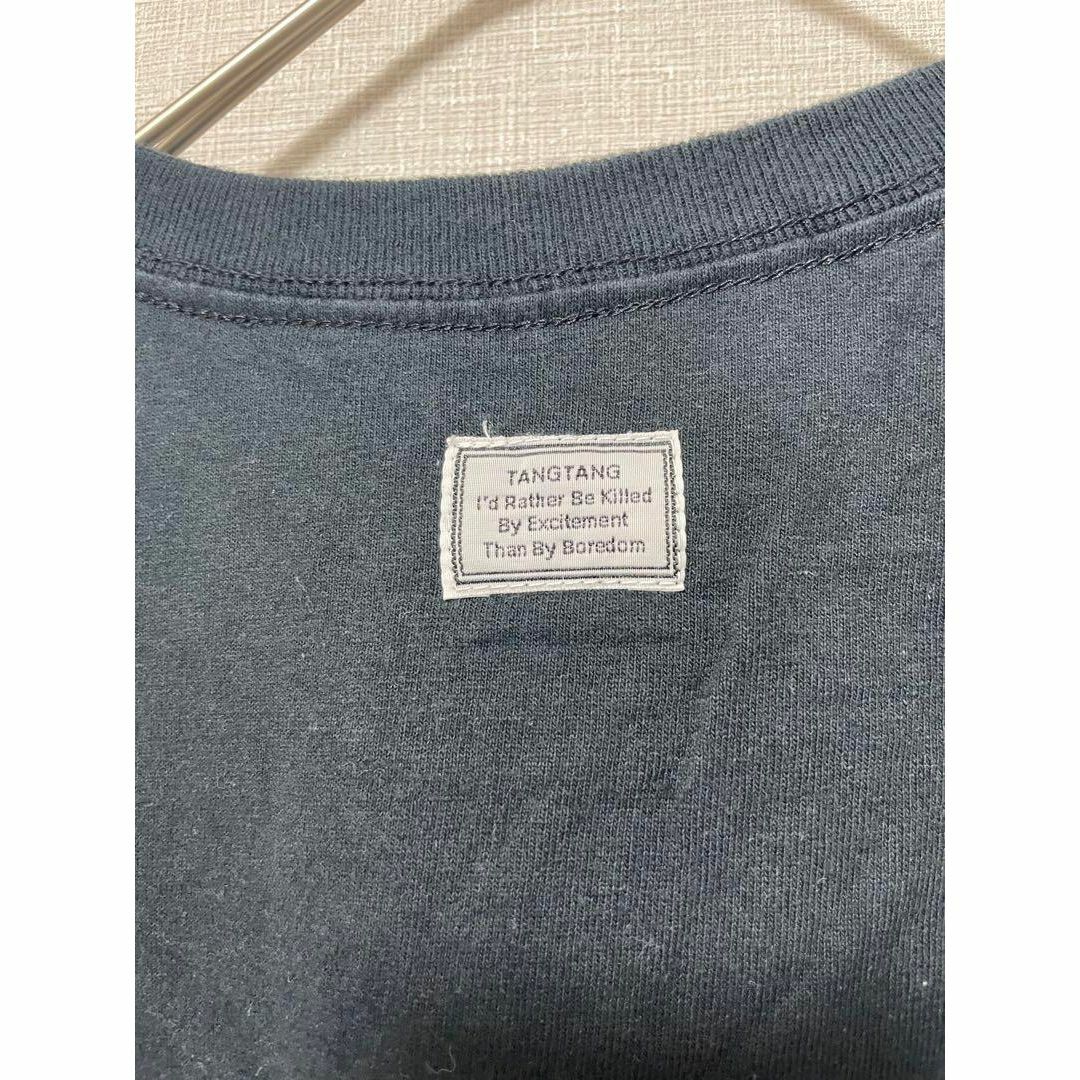 TANGTANG
I'd Rather Be Killed
By Excitement
Than By Boredom